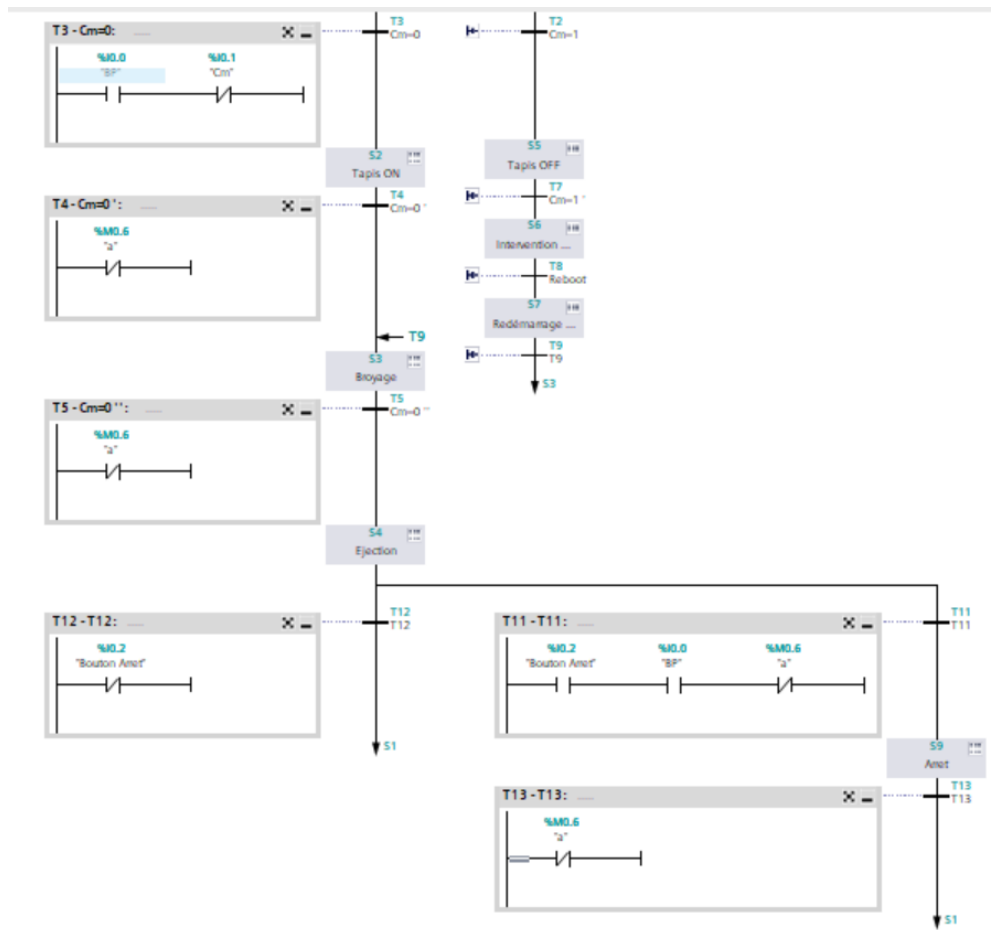 T3 - Cm=0:
%I0.0
"BP"
%I0.1
"Cm"
T3
Cm=0
T2
Cm=1
S2
Tapis ON
S5
Tapis OFF
T4 - Cm=0 ':
%M0.6
"a"
T4
Cm=0 '
T7
Cm=1 '
S6
Intervention ...
T8
Reboot
S7
Redémarrage ...
T9
T9
T9
S3
S3
Broyage
T5 - Cm=0 '':
%M0.6
"a"
T5
Cm=0 ''
S4
Ejection
T12 - T12:
%I0.2
"Bouton Arret"
T12
T12
S1
T11 - T11:
%I0.2
"Bouton Arret"
%I0.0
"BP"
%M0.6
"a"
T11
T11
S9
Arret
T13 - T13:
%M0.6
"a"
T13
T13
S1